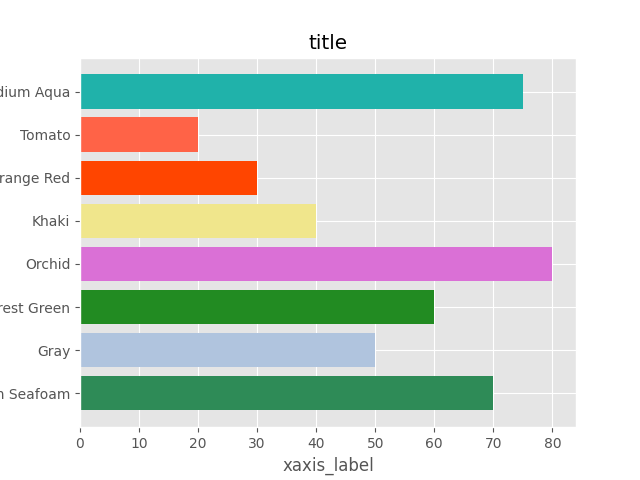 title
dium Aqua
Tomato
range Red
Khaki
Orchid
rest Green
Gray
n Seafoam
0 10 20 30 40 50 60 70 80
xaxis_label